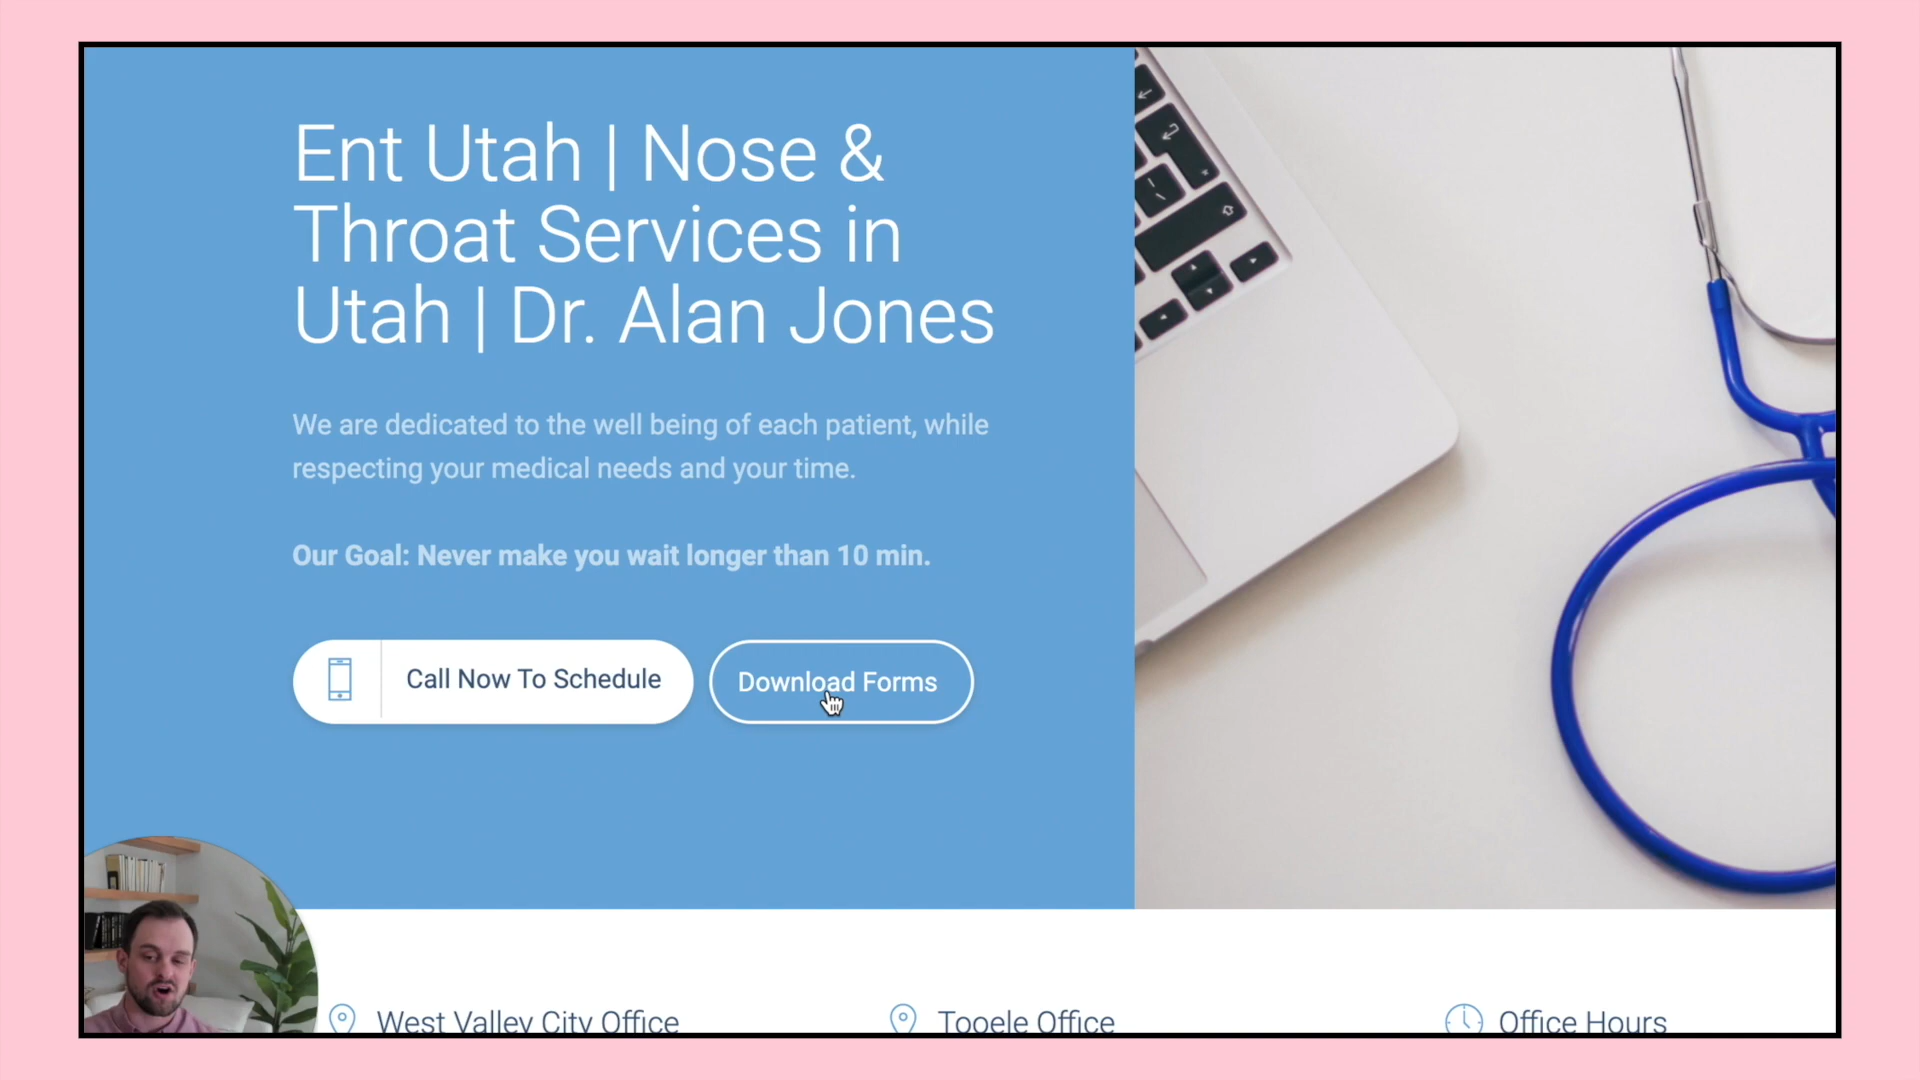 Ent Utah | Nose &
Throat Services in
Utah | Dr. Alan Jones
We are dedicated to the well being of each patient, while
respecting your medical needs and your time.
Our Goal: Never make you wait longer than 10 min.
Call Now To Schedule
Download Forms
West Valley City Office
Tooele Office
Office Hours